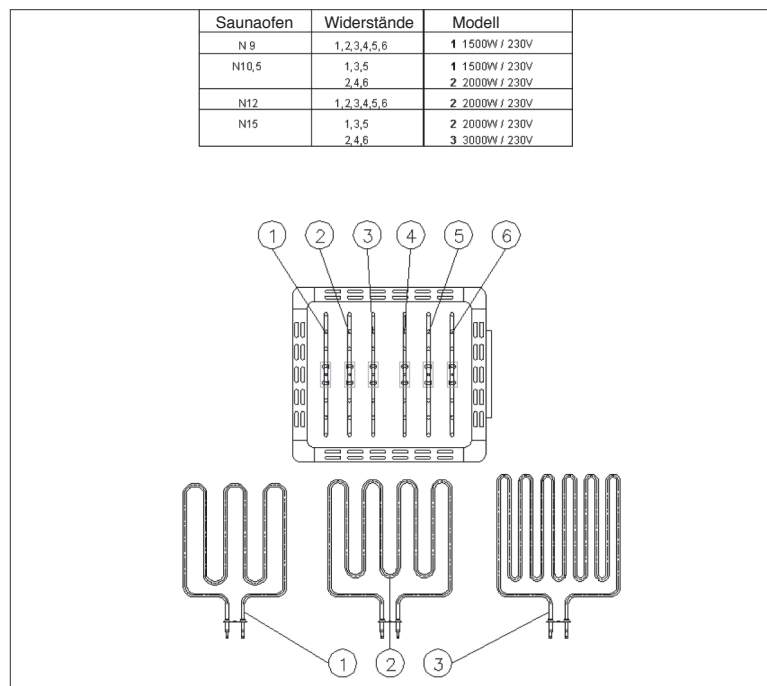 Saunaofen Widerstände Modell
N 9 1,2,3,4,5,6 1 1500W / 230V
N10,5 1,3,5 1 1500W / 230V
2,4,6 2 2000W / 230V
N12 1,2,3,4,5,6 2 2000W / 230V
N15 1,3,5 2 2000W / 230V
2,4,6 3 3000W / 230V
1 2 3 4 5 6
1 2 3